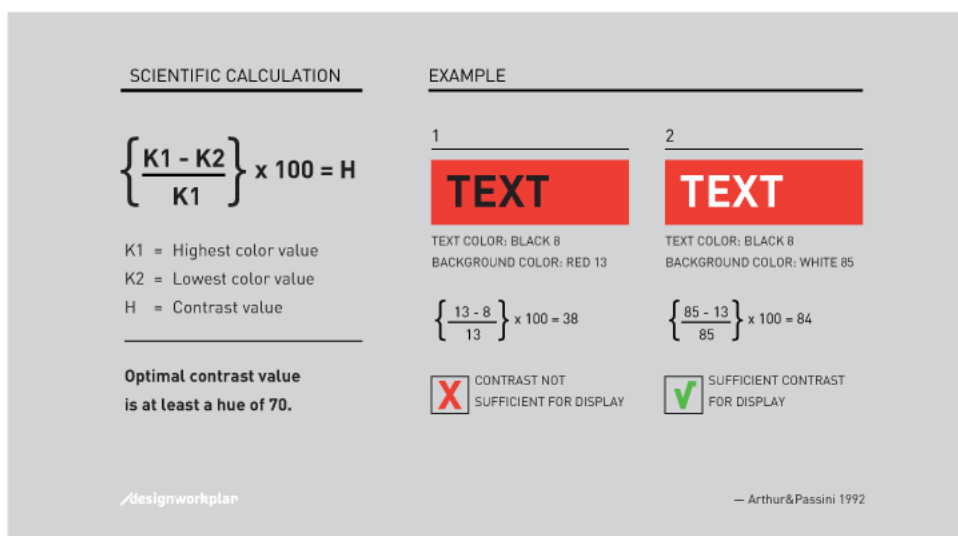 SCIENTIFIC CALCULATION
{K1 - K2
K1} x 100 = H
K1 = Highest color value
K2 = Lowest color value
H = Contrast value
Optimal contrast value
is at least a hue of 70.
EXAMPLE
1
TEXT
TEXT COLOR: BLACK 8
BACKGROUND COLOR: RED 13
{13 - 8
13} x 100 = 38
X
CONTRAST NOT
SUFFICIENT FOR DISPLAY
2
TEXT
TEXT COLOR: BLACK 8
BACKGROUND COLOR: WHITE 85
{85 - 13
85} x 100 = 84
√
SUFFICIENT CONTRAST
FOR DISPLAY
/designworkplan
— Arthur&Passini 1992